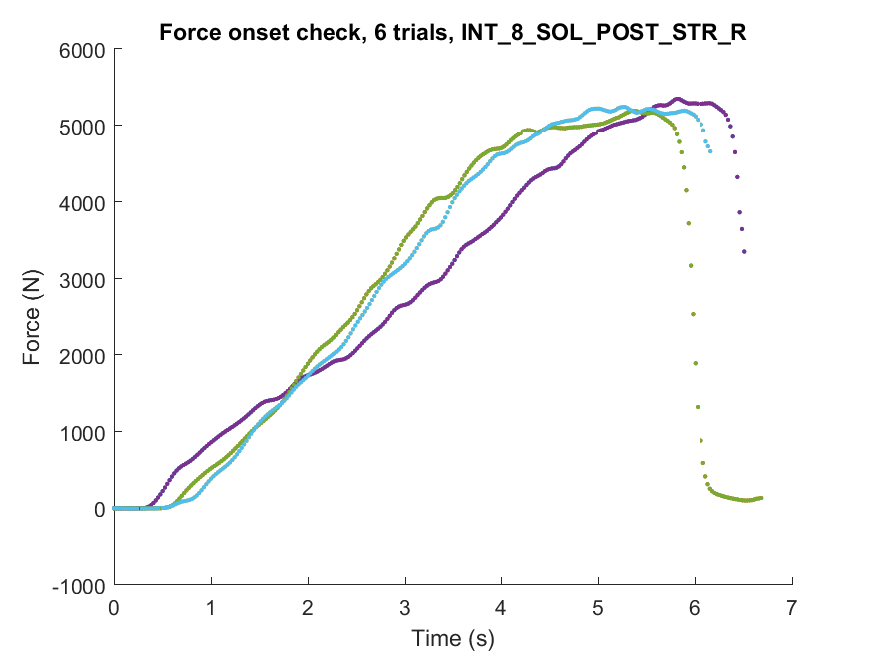 Force onset check, 6 trials, INT_8_SOL_POST_STR_R
6000
5000
4000
3000
2000
1000
0
-1000
Force (N)
0 1 2 3 4 5 6 7
Time (s)